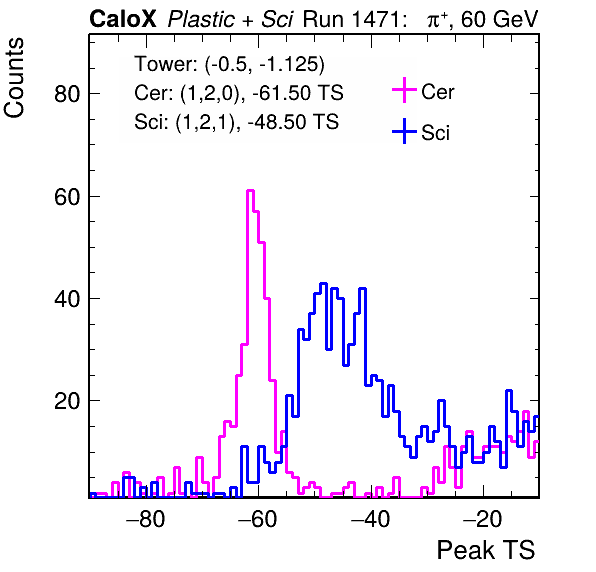 CaloX Plastic + Sci Run 1471: π⁺, 60 GeV
Counts
Tower: (-0.5, -1.125)
Cer: (1,2,0), -61.50 TS
Sci: (1,2,1), -48.50 TS
Cer
Sci
80
60
40
20
−80 −60 −40 −20
Peak TS